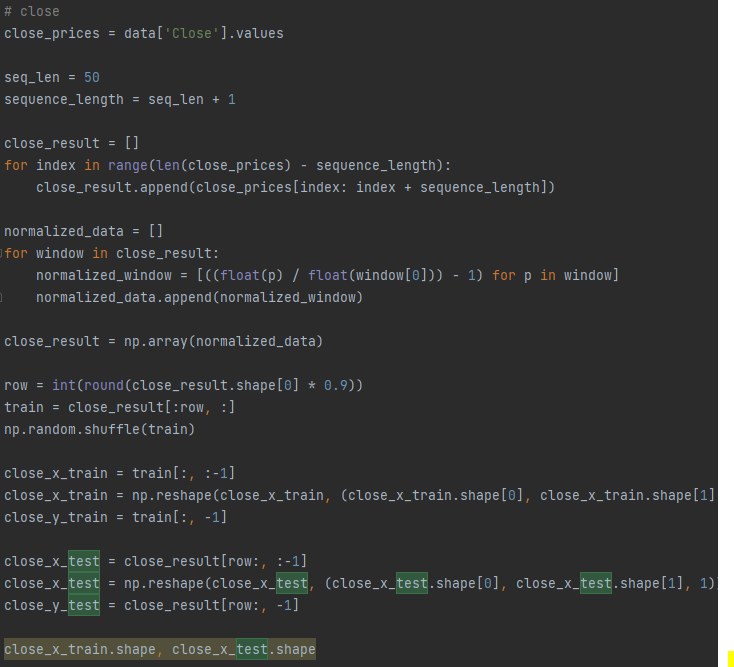 # close
close_prices = data['Close'].values
seq_len = 50
sequence_length = seq_len + 1
close_result = []
for index in range(len(close_prices) - sequence_length):
    close_result.append(close_prices[index: index + sequence_length])
normalized_data = []
for window in close_result:
    normalized_window = [((float(p) / float(window[0])) - 1) for p in window]
    normalized_data.append(normalized_window)
close_result = np.array(normalized_data)
row = int(round(close_result.shape[0] * 0.9))
train = close_result[:row, :]
np.random.shuffle(train)
close_x_train = train[:, :-1]
close_x_train = np.reshape(close_x_train, (close_x_train.shape[0], close_x_train.shape[1]
close_y_train = train[:, -1]
close_x_test = close_result[row:, :-1]
close_x_test = np.reshape(close_x_test, (close_x_test.shape[0], close_x_test.shape[1], 1)
close_y_test = close_result[row:, -1]
close_x_train.shape, close_x_test.shape